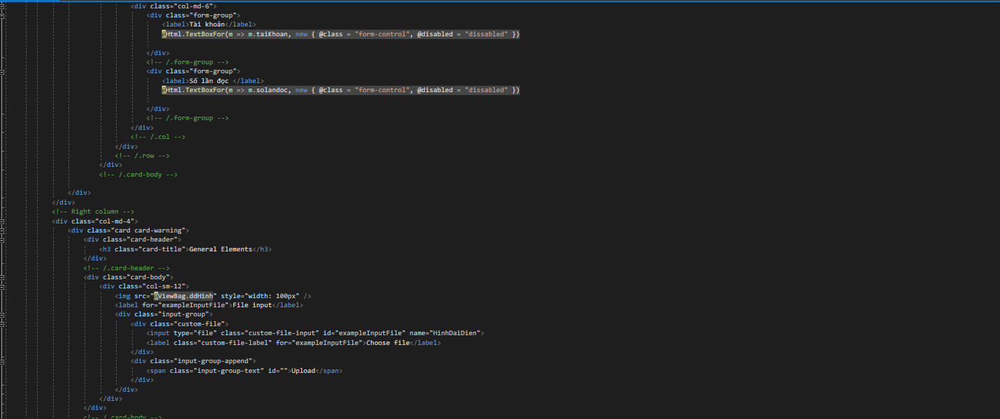 <div class="col-md-6">
<div class="form-group">
<label>Tài khoản</label>
@Html.TextBoxFor(m => m.taiKhoan, new { @class = "form-control", @disabled = "dissabled" })
</div>
<!-- /.form-group -->
<div class="form-group">
<label>Số lần đọc </label>
@Html.TextBoxFor(m => m.solandoc, new { @class = "form-control", @disabled = "dissabled" })
</div>
<!-- /.form-group -->
</div>
<!-- /.col -->
</div>
<!-- /.row -->
</div>
<!-- /.card-body -->
</div>
</div>
<!-- Right column -->
<div class="col-md-4">
<div class="card card-warning">
<div class="card-header">
<h3 class="card-title">General Elements</h3>
</div>
<!-- /.card-header -->
<div class="card-body">
<div class="col-sm-12">
<img src="@ViewBag.ddHinh" style="width: 100px" />
<label for="exampleInputFile">File input</label>
<div class="input-group">
<div class="custom-file">
<input type="file" class="custom-file-input" id="exampleInputFile" name="HinhDaiDien">
<label class="custom-file-label" for="exampleInputFile">Choose file</label>
</div>
<div class="input-group-append">
<span class="input-group-text" id="">Upload</span>
</div>
</div>
</div>
</div>
<!-- /.card-body -->